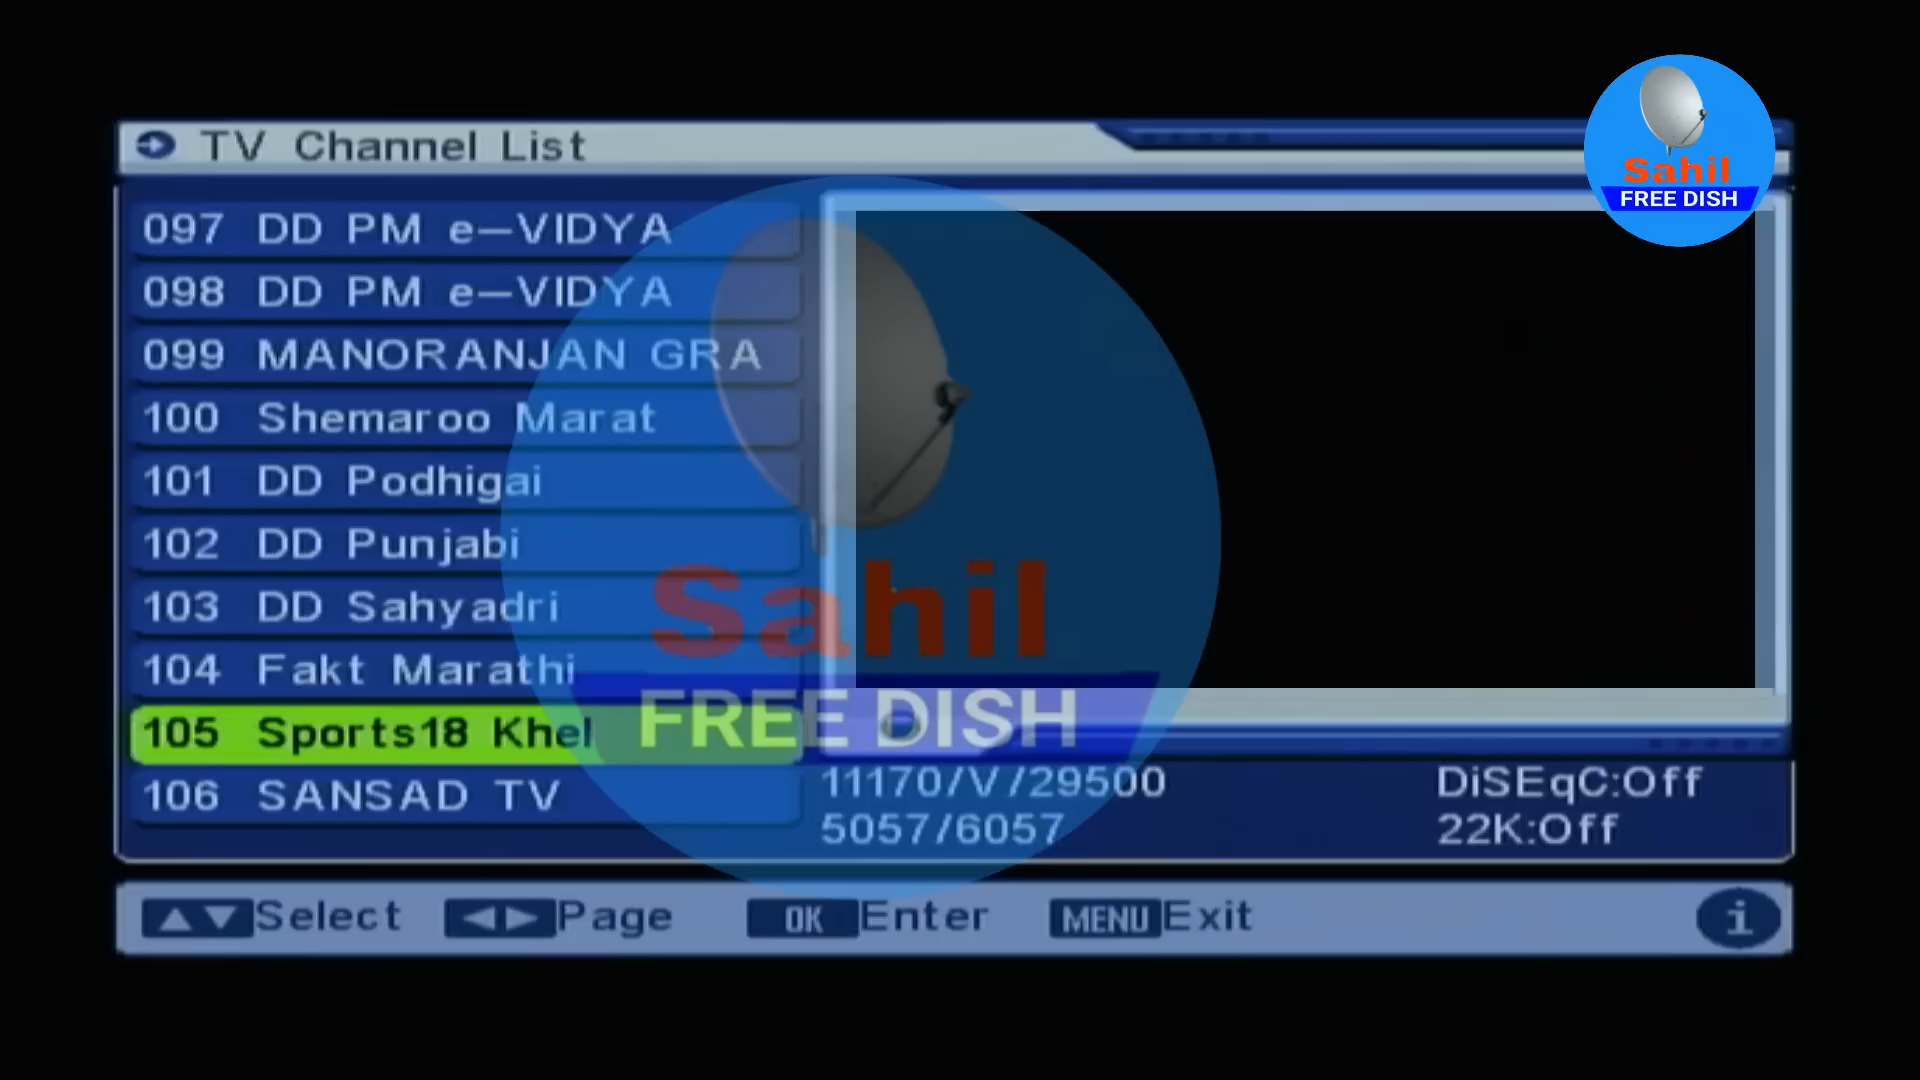 TV Channel List
Sahil
FREE DISH
097 DD PM e-VIDYA
098 DD PM e-VIDYA
099 MANORANJAN GRA
100 Shemaroo Marat
101 DD Podhigai
102 DD Punjabi
103 DD Sahyadri
104 Fakt Marathi
105 Sports18 Khel
106 SANSAD TV
Sahil
FREE DISH
11170/V/29500 DiSEqC:Off
5057/6057 22K:Off
Select Page OK Enter MENU Exit i